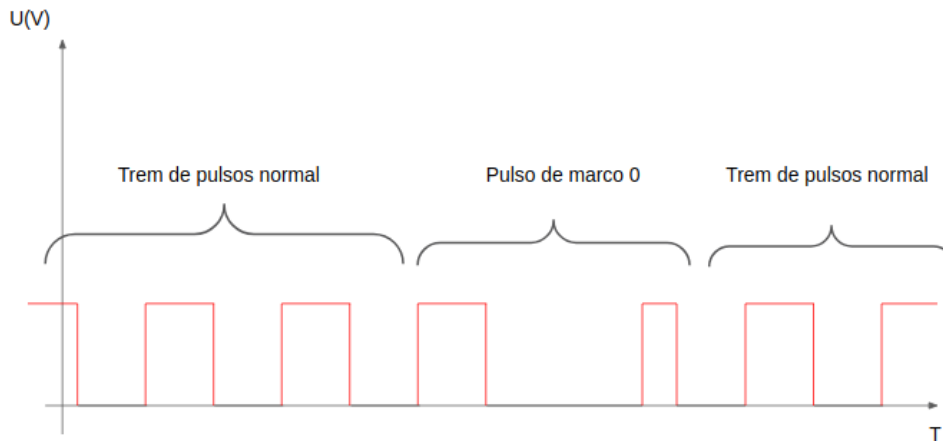 U(V)
Trem de pulsos normal
Pulso de marco 0
Trem de pulsos normal
T